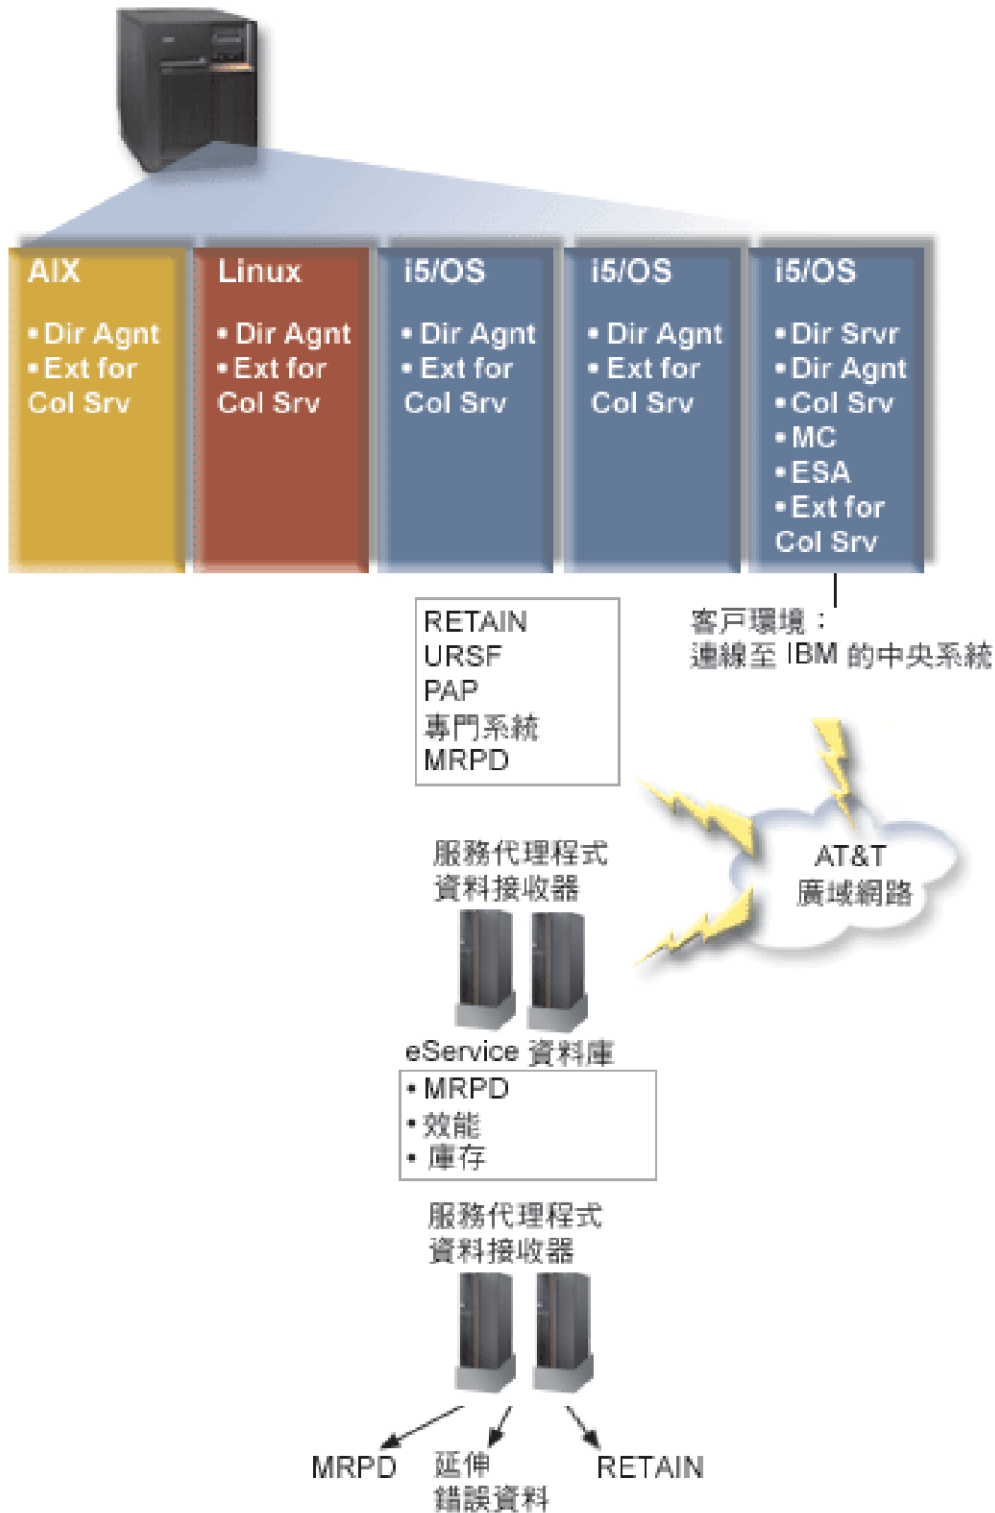 AIX
• Dir Agnt
• Ext for
Col Srv
Linux
• Dir Agnt
• Ext for
Col Srv
i5/OS
• Dir Agnt
• Ext for
Col Srv
i5/OS
• Dir Agnt
• Ext for
Col Srv
i5/OS
• Dir Srvr
• Dir Agnt
• Col Srv
• MC
• ESA
• Ext for
Col Srv
客戶環境：
連線至 IBM 的中央系統
RETAIN
URSF
PAP
專門系統
MRPD
AT&T
廣域網路
服務代理程式
資料接收器
eService 資料庫
• MRPD
• 效能
• 庫存
服務代理程式
資料接收器
MRPD
延伸
錯誤資料
RETAIN